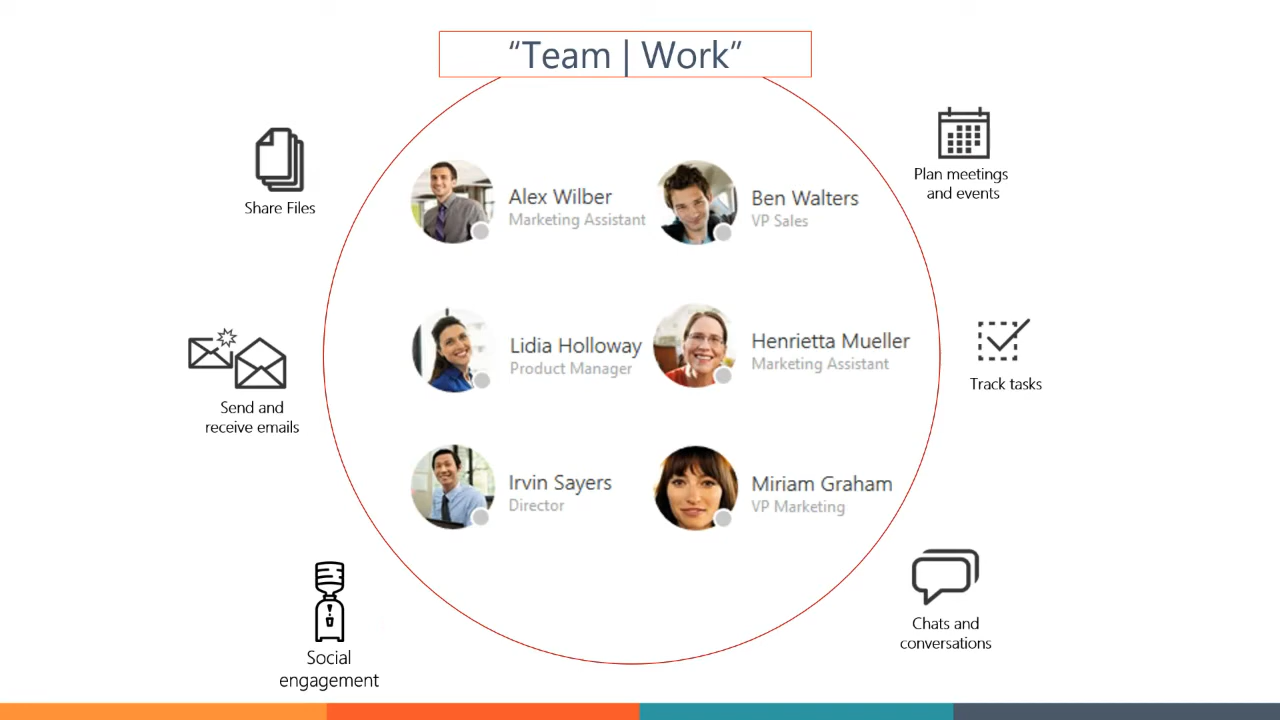 “Team | Work”
Share Files
Plan meetings
and events
Alex Wilber
Marketing Assistant
Ben Walters
VP Sales
Send and
receive emails
Lidia Holloway
Product Manager
Henrietta Mueller
Marketing Assistant
Track tasks
Irvin Sayers
Director
Miriam Graham
VP Marketing
Social
engagement
Chats and
conversations